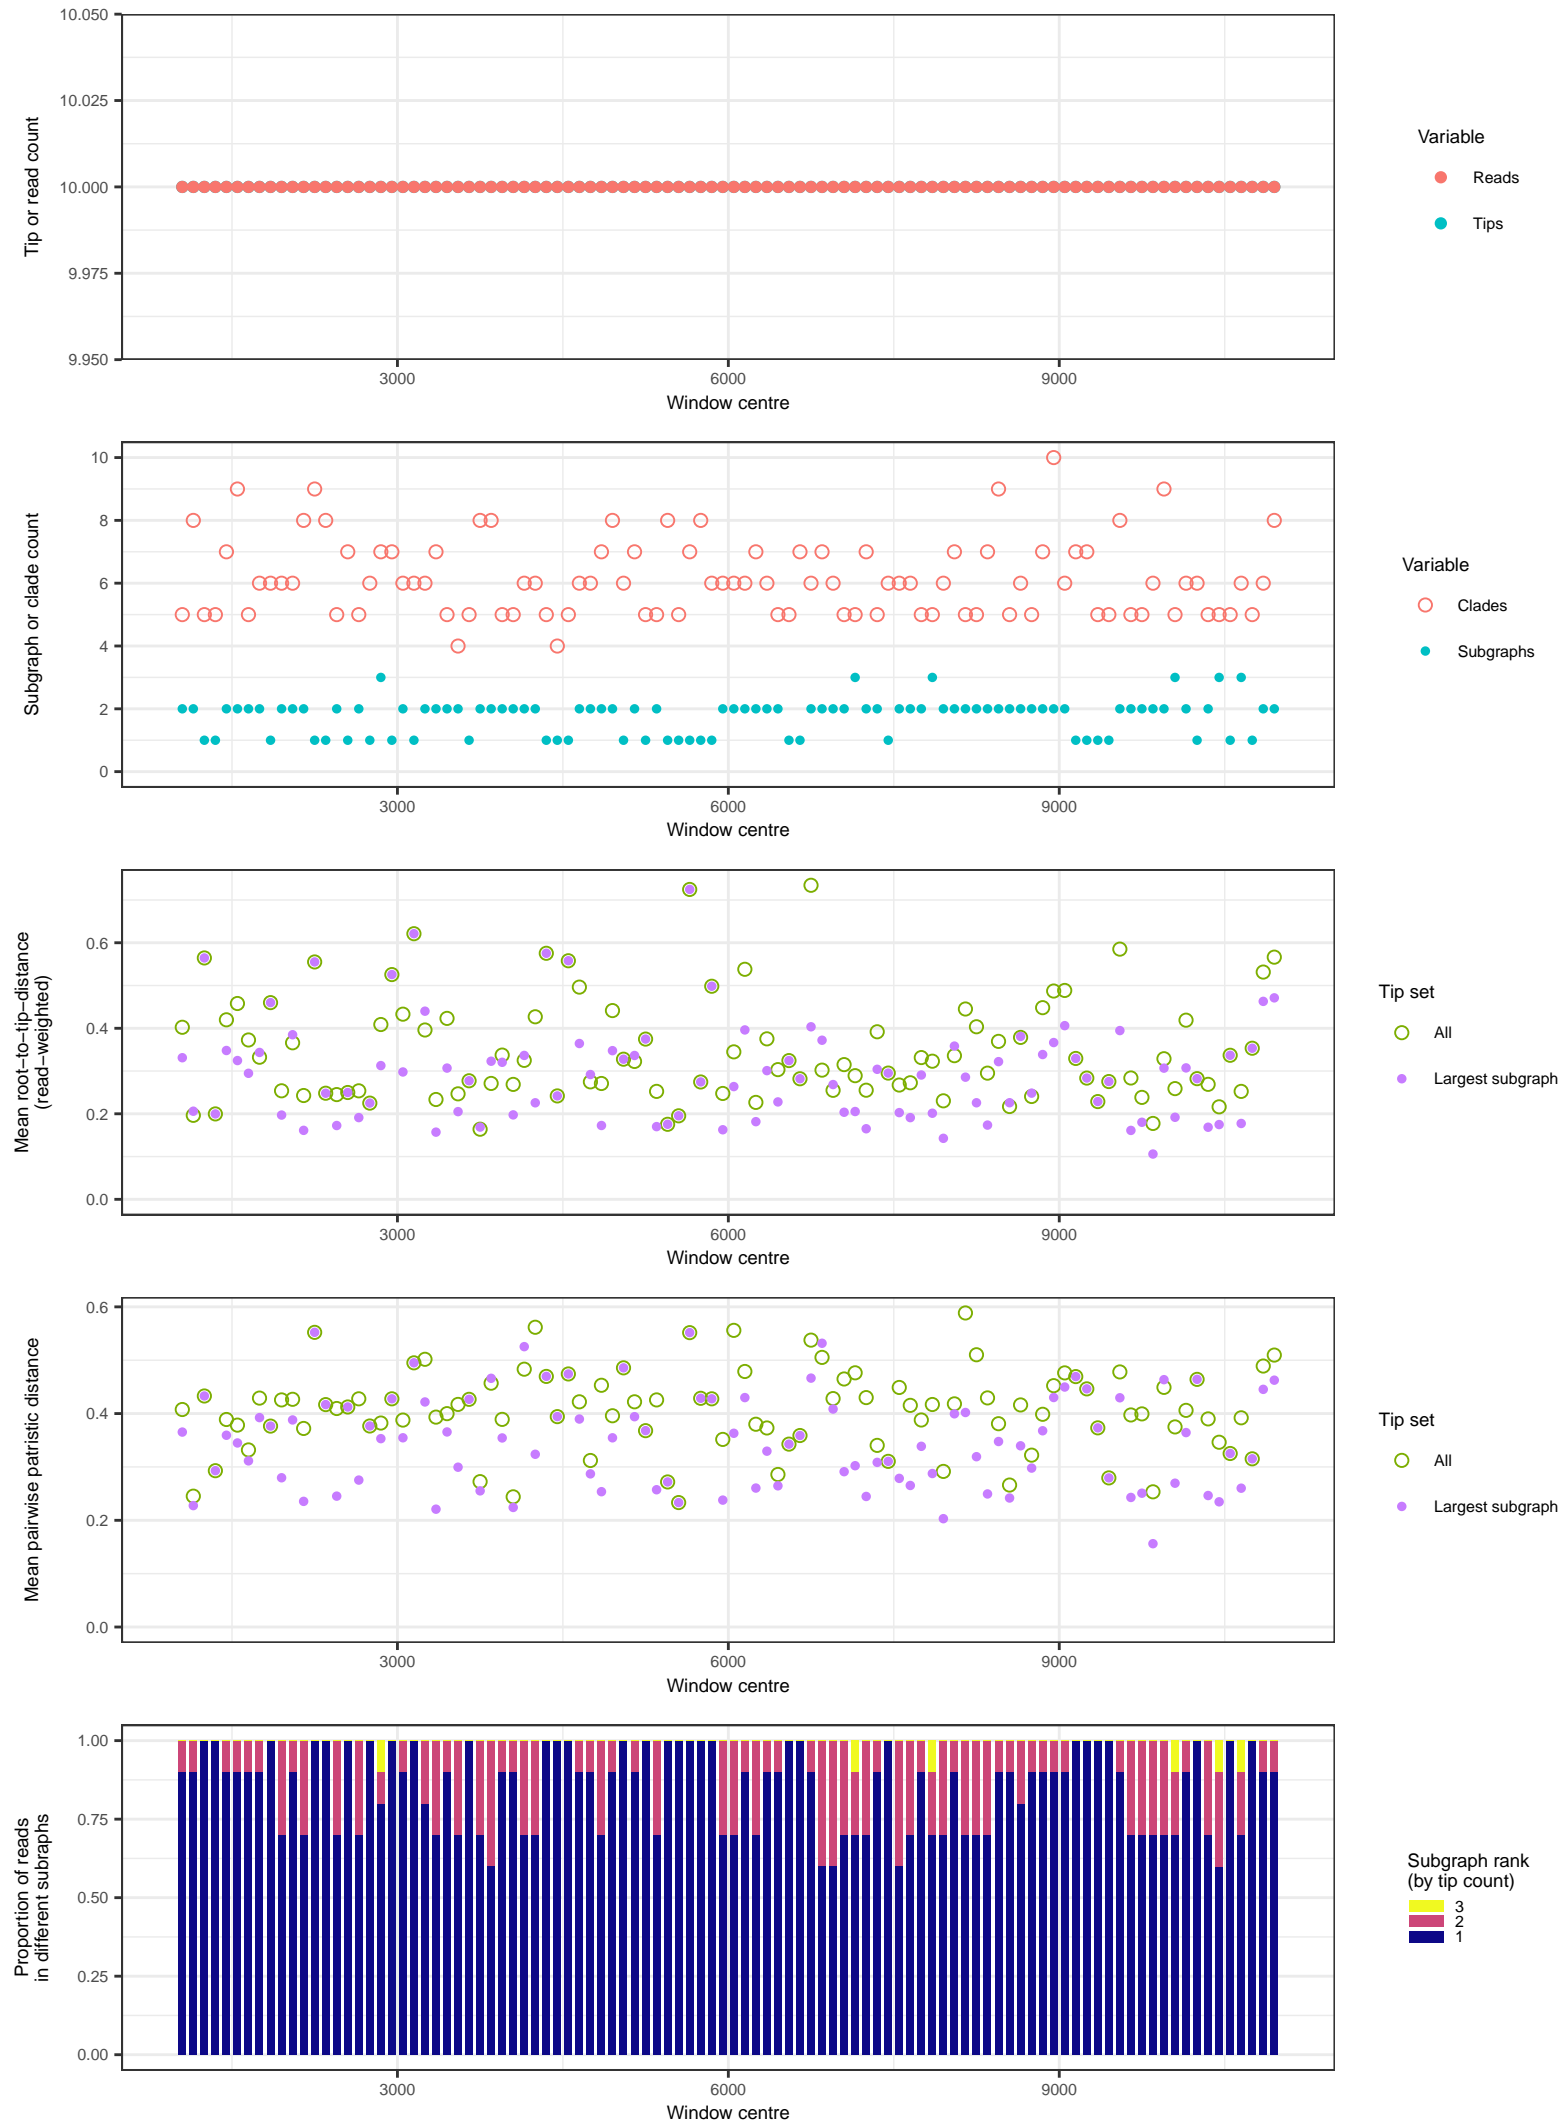 10.050
10.025
10.000
9.975
9.950
Tip or read count
3000 6000 9000
Window centre
Variable
Reads
Tips
10
8
6
4
2
0
Subgraph or clade count
3000 6000 9000
Window centre
Variable
Clades
Subgraphs
0.6
0.4
0.2
0.0
Mean root−to−tip−distance
(read−weighted)
3000 6000 9000
Window centre
Tip set
All
Largest subgraph
0.6
0.4
0.2
0.0
Mean pairwise patristic distance
3000 6000 9000
Window centre
Tip set
All
Largest subgraph
1.00
0.75
0.50
0.25
0.00
Proportion of reads
in different subraphs
3000 6000 9000
Window centre
Subgraph rank
(by tip count)
3
2
1